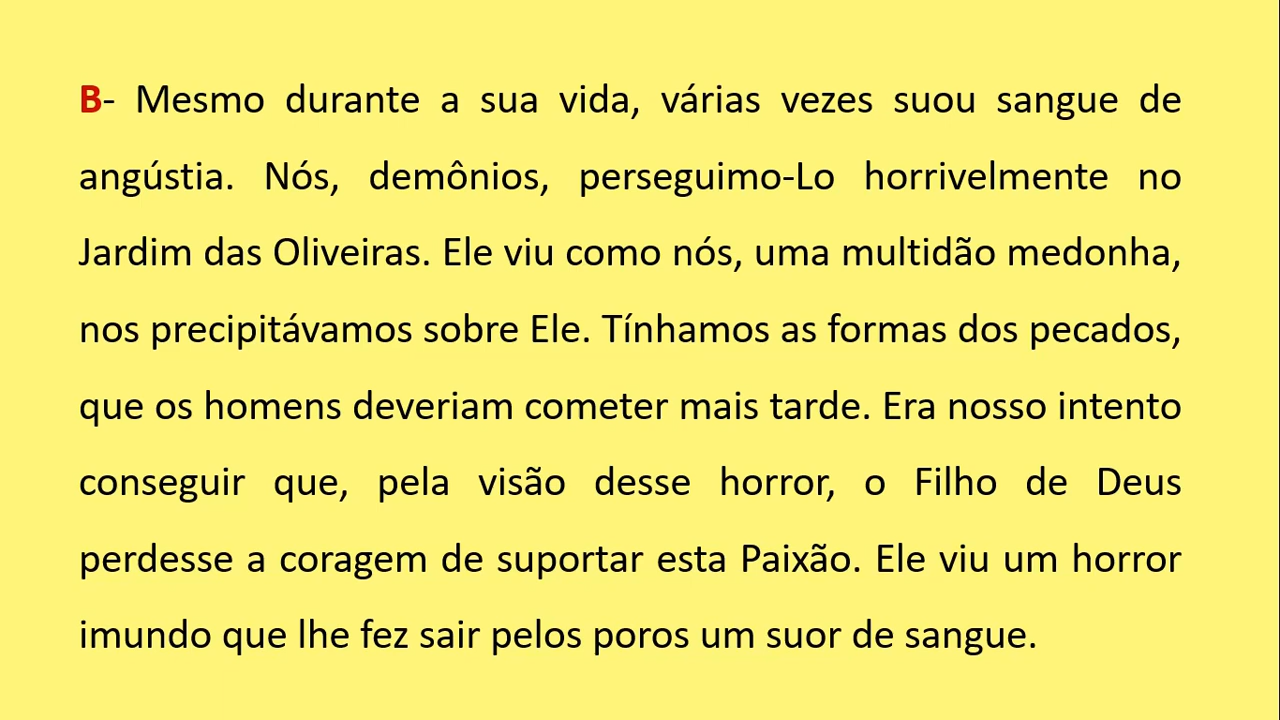 B- Mesmo durante a sua vida, várias vezes suou sangue de
angústia. Nós, demônios, perseguimo-Lo horrivelmente no
Jardim das Oliveiras. Ele viu como nós, uma multidão medonha,
nos precipitávamos sobre Ele. Tínhamos as formas dos pecados,
que os homens deveriam cometer mais tarde. Era nosso intento
conseguir que, pela visão desse horror, o Filho de Deus
perdesse a coragem de suportar esta Paixão. Ele viu um horror
imundo que lhe fez sair pelos poros um suor de sangue.